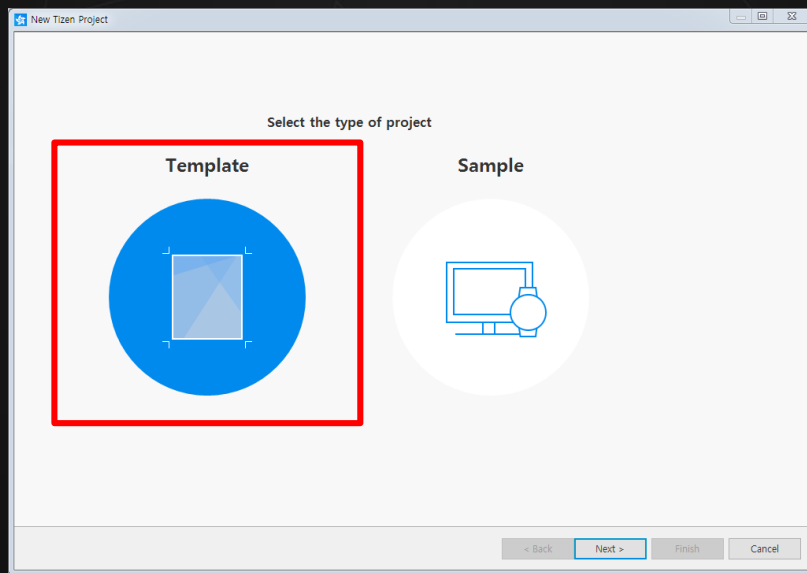 New Tizen Project
Select the type of project
Template
Sample
< Back
Next >
Finish
Cancel